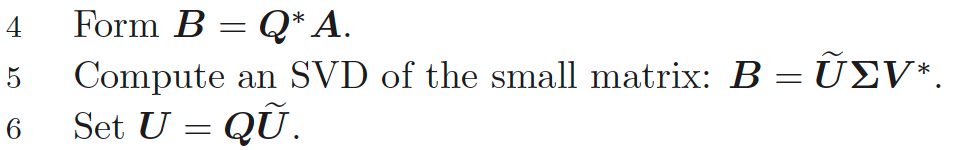 4 Form B = Q* A.
5 Compute an SVD of the small matrix: B = ŨΣV*.
6 Set U = QŨ.